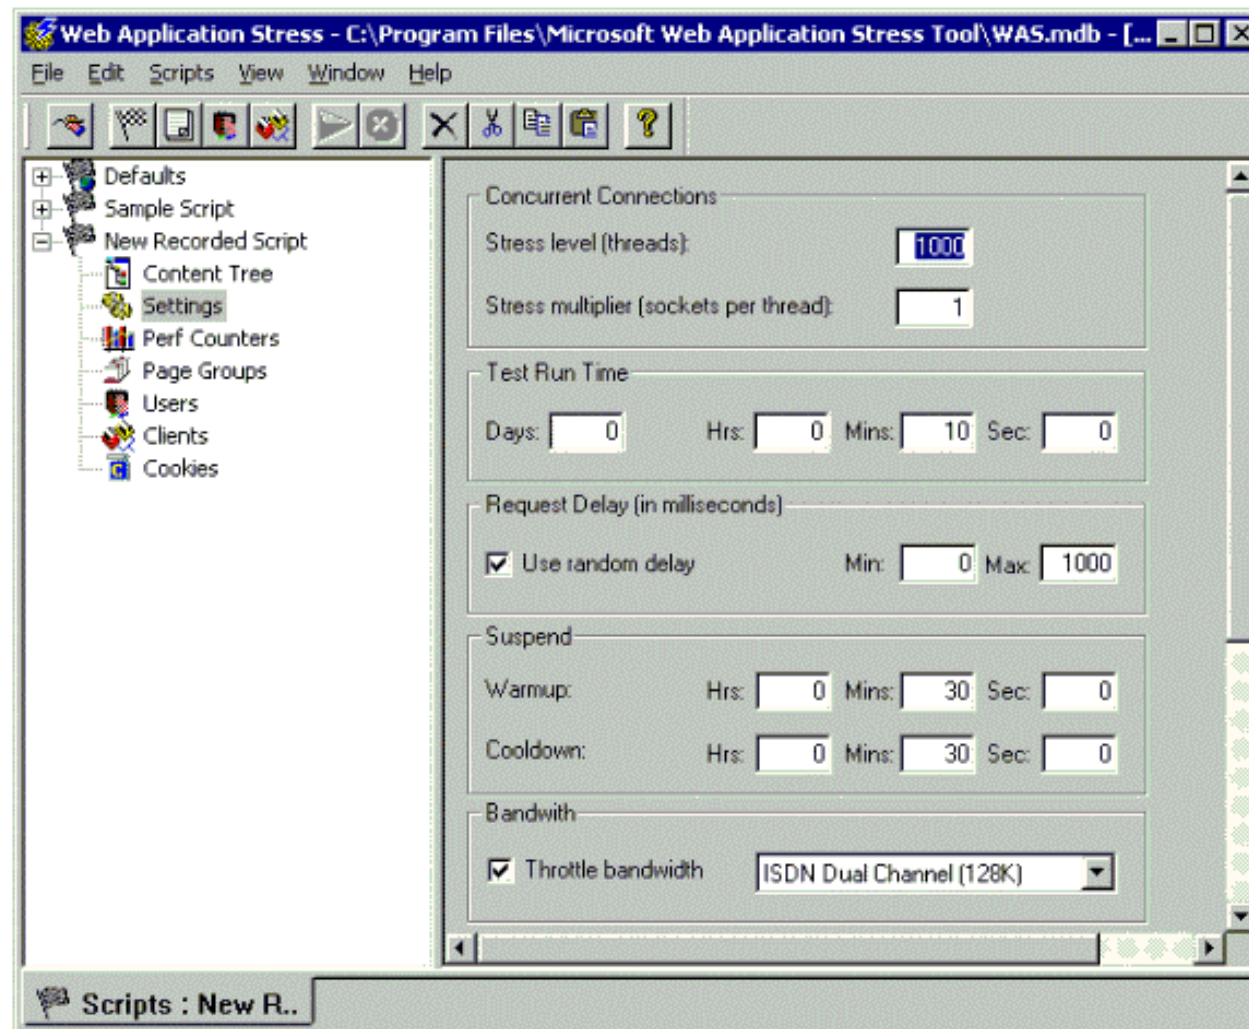 Web Application Stress - C:\Program Files\Microsoft Web Application Stress Tool\WAS.mdb - [...
File Edit Scripts View Window Help
Defaults
Sample Script
New Recorded Script
Content Tree
Settings
Perf Counters
Page Groups
Users
Clients
Cookies
Concurrent Connections
Stress level (threads): 1000
Stress multiplier (sockets per thread): 1
Test Run Time
Days: 0 Hrs: 0 Mins: 10 Sec: 0
Request Delay (in milliseconds)
Use random delay Min: 0 Max: 1000
Suspend
Warmup: Hrs: 0 Mins: 30 Sec: 0
Cooldown: Hrs: 0 Mins: 30 Sec: 0
Bandwith
Throttle bandwidth ISDN Dual Channel (128K)
Scripts : New R..